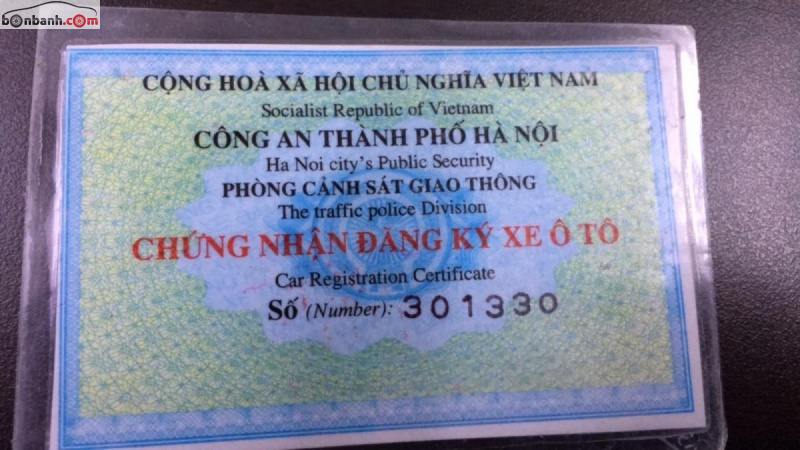 bonbanh.com
CỘNG HOÀ XÃ HỘI CHỦ NGHĨA VIỆT NAM
Socialist Republic of Vietnam
CÔNG AN THÀNH PHỐ HÀ NỘI
Ha Noi city's Public Security
PHÒNG CẢNH SÁT GIAO THÔNG
The traffic police Division
CHỨNG NHẬN ĐĂNG KÝ XE Ô TÔ
Car Registration Certificate
Số (Number): 301330